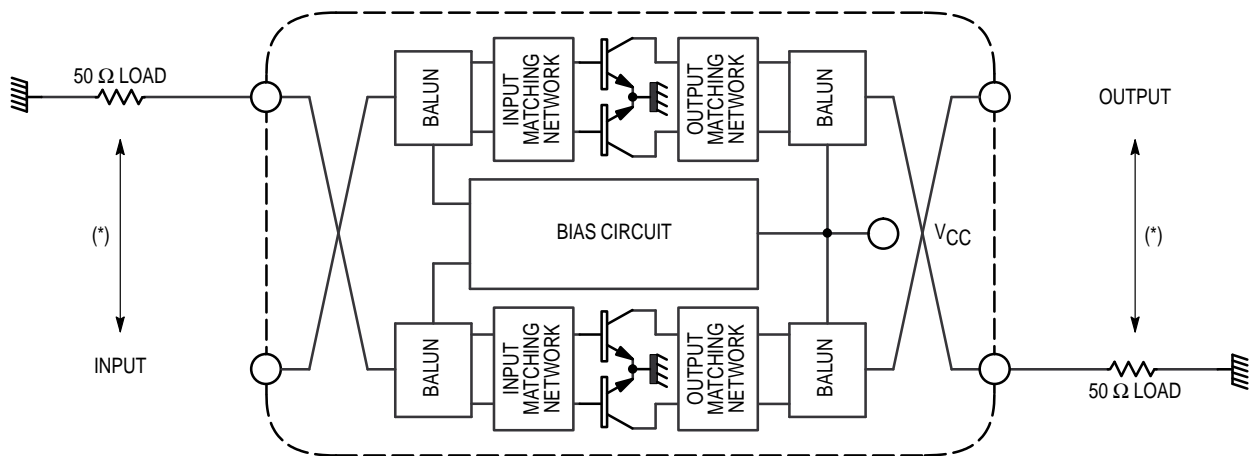 50 Ω LOAD
BALUN
INPUT
MATCHING
NETWORK
OUTPUT
MATCHING
NETWORK
BALUN
OUTPUT
(*)
BIAS CIRCUIT
VCC
(*)
INPUT
BALUN
INPUT
MATCHING
NETWORK
OUTPUT
MATCHING
NETWORK
BALUN
50 Ω LOAD